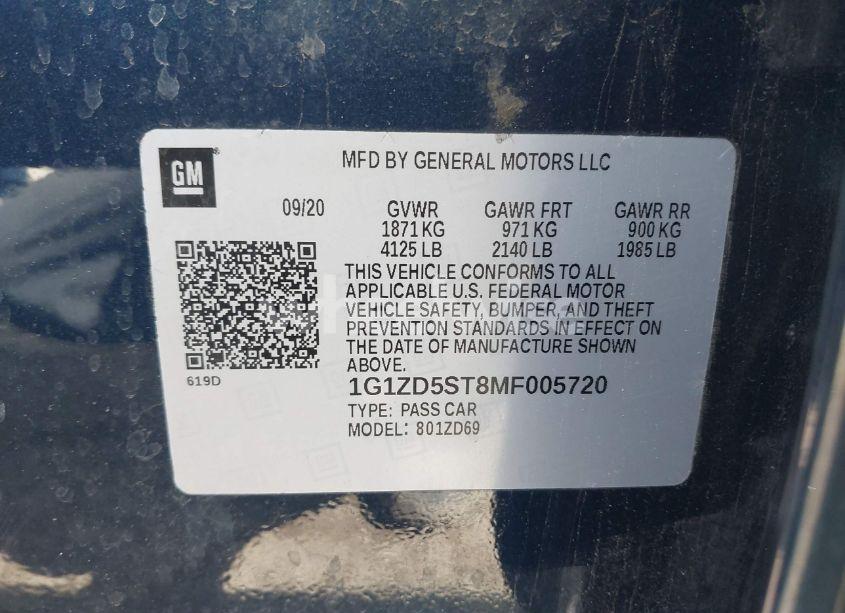 GM
MFD BY GENERAL MOTORS LLC
09/20 GVWR GAWR FRT GAWR RR
1871 KG 971 KG 900 KG
4125 LB 2140 LB 1985 LB
THIS VEHICLE CONFORMS TO ALL
APPLICABLE U.S. FEDERAL MOTOR
VEHICLE SAFETY, BUMPER, AND THEFT
PREVENTION STANDARDS IN EFFECT ON
THE DATE OF MANUFACTURE SHOWN
ABOVE.
619D
1G1ZD5ST8MF005720
TYPE: PASS CAR
MODEL: 801ZD69